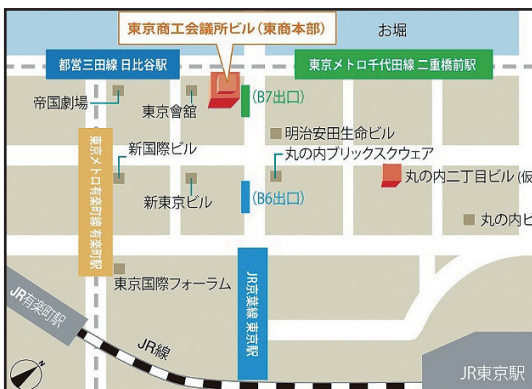 東京商工会議所ビル(東商本部)
お堀
都営三田線 日比谷駅
東京メトロ千代田線 二重橋前駅
帝国劇場
東京會館
(B7出口)
明治安田生命ビル
新国際ビル
丸の内ブリックスクウェア
東京メトロ有楽町線 有楽町駅
新東京ビル
(B6出口)
丸の内二丁目ビル(仮
丸の内ビ
東京国際フォーラム
JR京葉線 東京駅
JR有楽町駅
JR線
JR東京駅
N